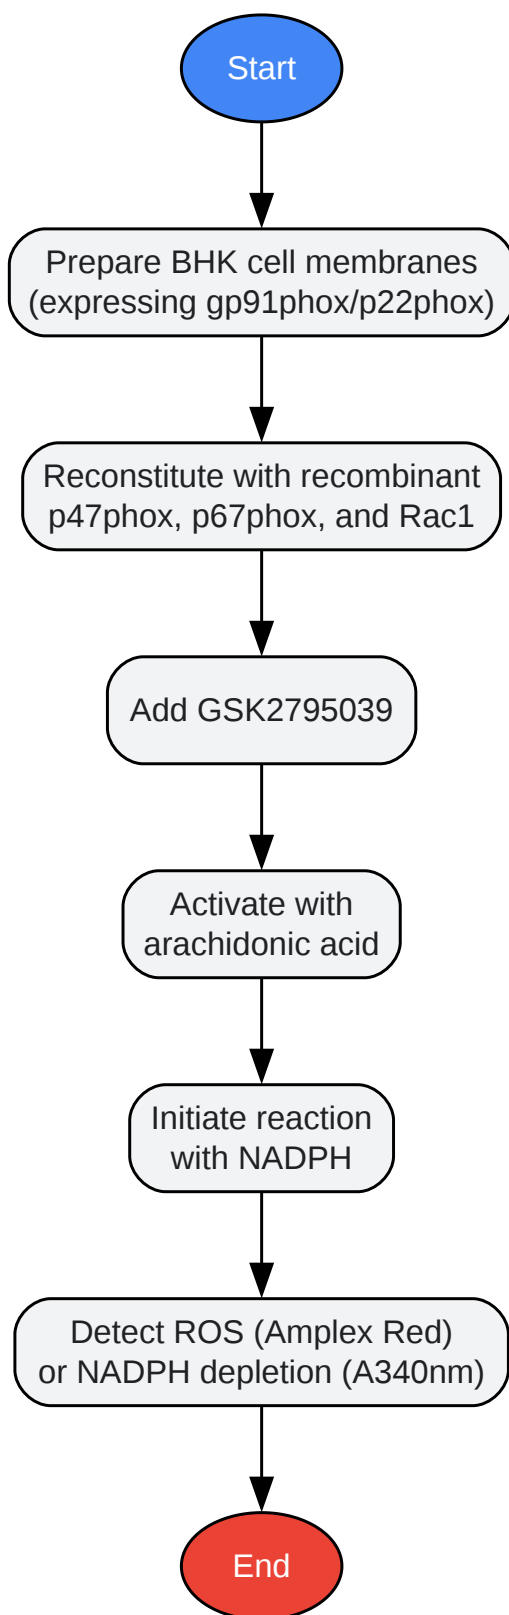 Start
Prepare BHK cell membranes
(expressing gp91phox/p22phox)
Reconstitute with recombinant
p47phox, p67phox, and Rac1
Add GSK2795039
Activate with
arachidonic acid
Initiate reaction
with NADPH
Detect ROS (Amplex Red)
or NADPH depletion (A340nm)
End